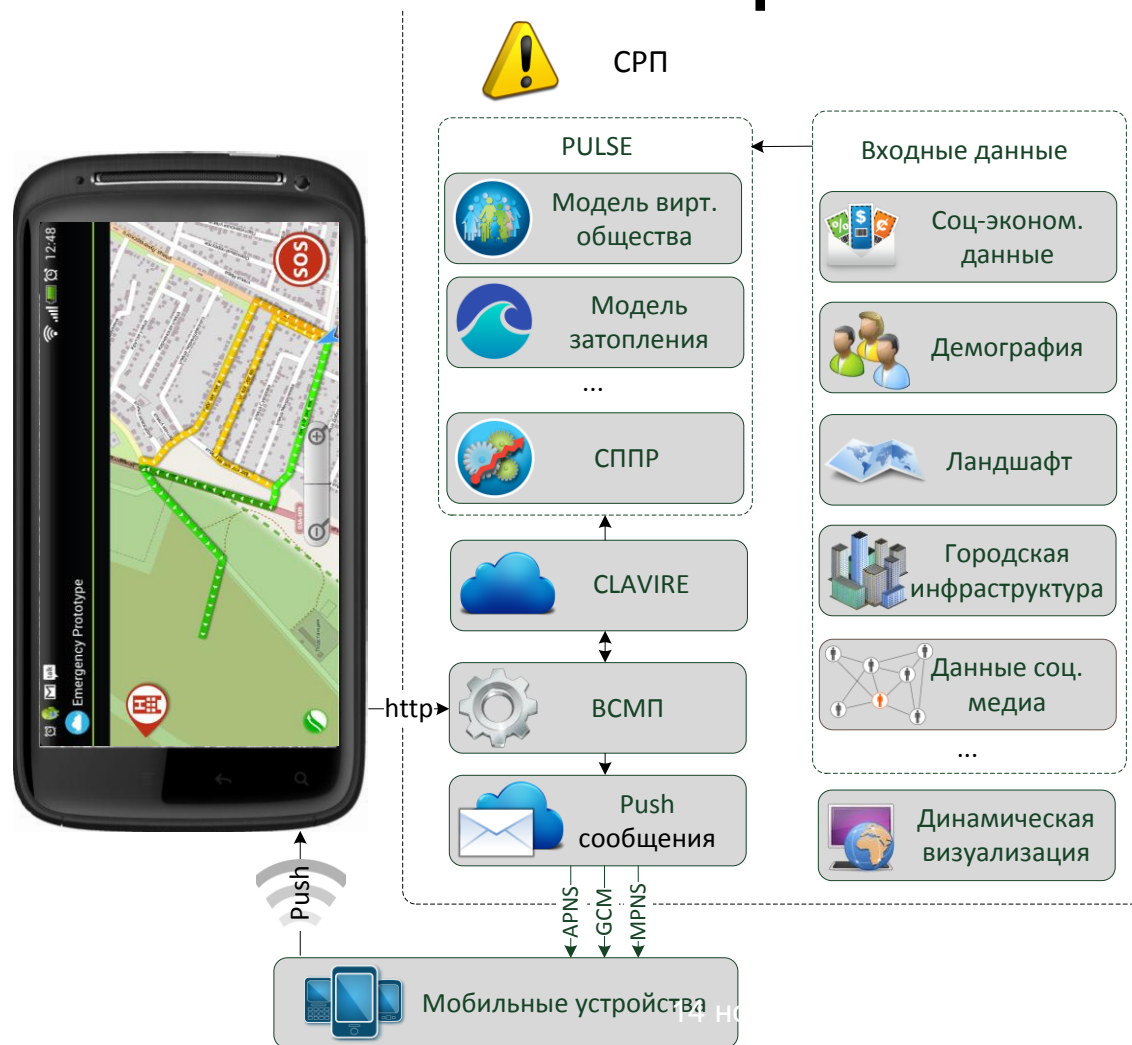 СРП
PULSE
Модель вирт.
общества
Модель
затопления
...
СППР
CLAVIRE
ВСМП
Push
сообщения
Входные данные
Соц-эконом.
данные
Демография
Ландшафт
Городская
инфраструктура
Данные соц.
медиа
...
Динамическая
визуализация
12:48
SOS
Emergency Prototype
http
Push
APNS
GCM
MPNS
Мобильные устройства
14 но